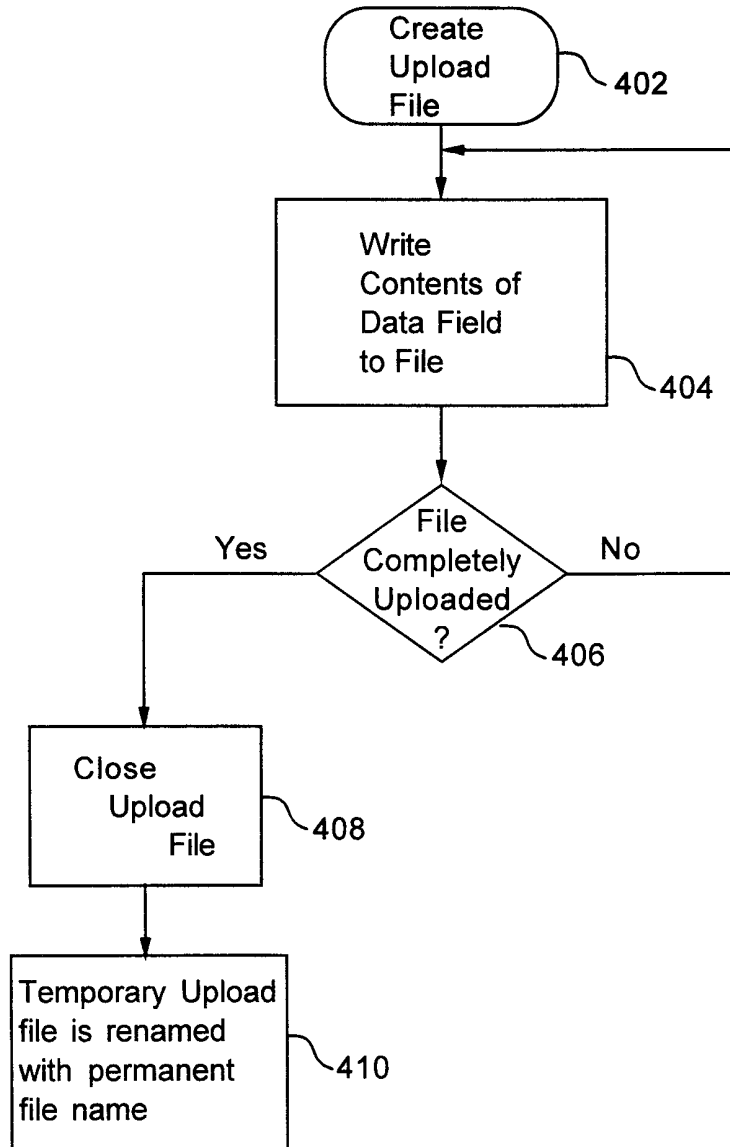 Create
Upload
File
402
Write
Contents of
Data Field
to File
404
File
Completely
Uploaded
?
Yes
No
406
Close
Upload
File
408
Temporary Upload
file is renamed
with permanent
file name
410